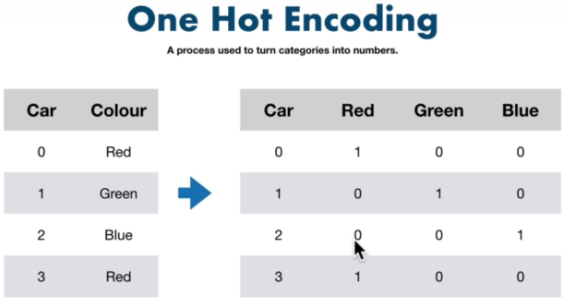 One Hot Encoding
A process used to turn categories into numbers.
Car Colour
0 Red
1 Green
2 Blue
3 Red
Car Red Green Blue
0 1 0 0
1 0 1 0
2 0 0 1
3 1 0 0